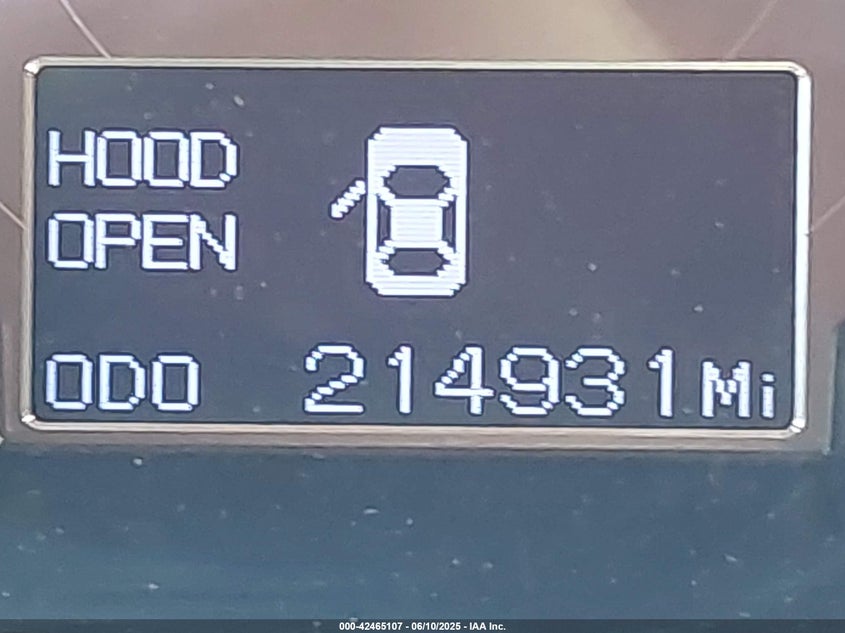 HOOD
OPEN
ODO 214931 Mi
000-42465107 - 06/10/2025 - IAA Inc.